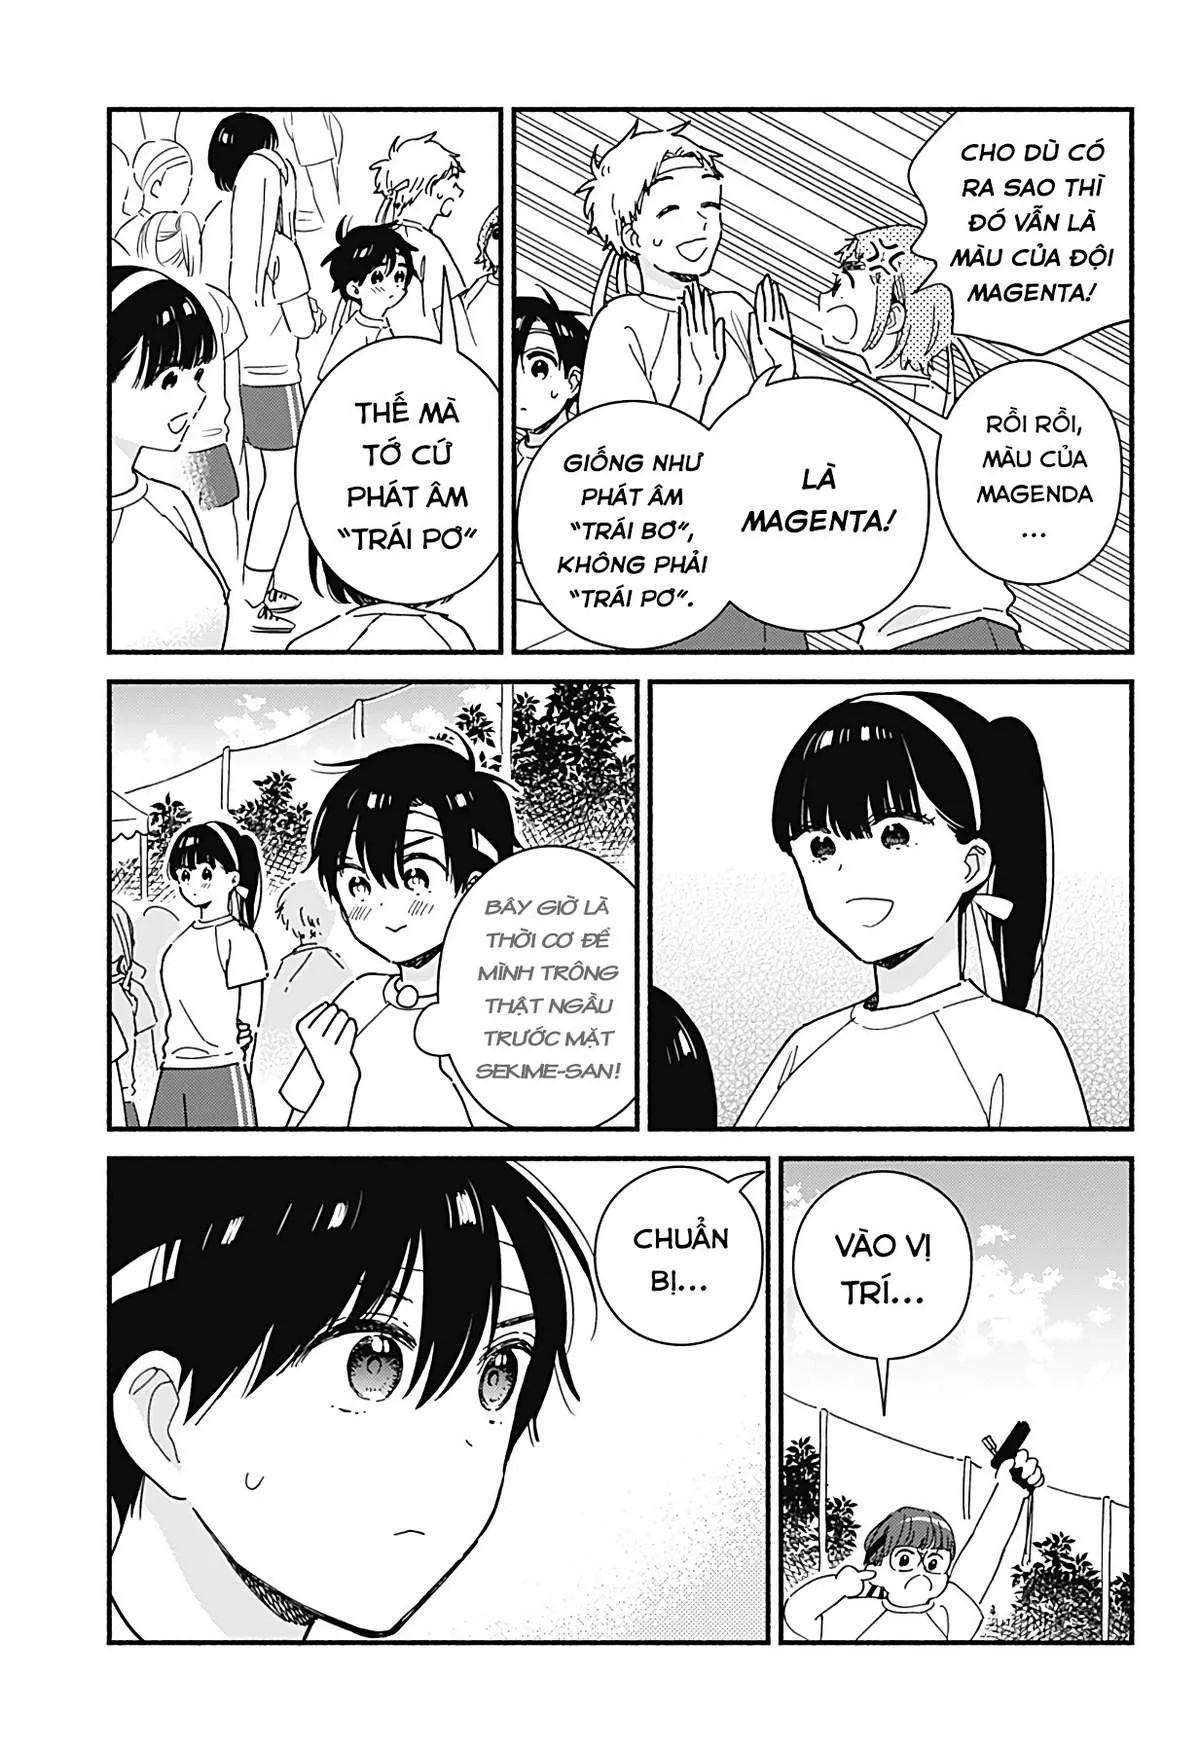 CHO DÙ CÓ
RA SAO THÌ
ĐÓ VẪN LÀ
MÀU CỦA ĐỘI
MAGENTA!
RỒI RỒI,
MÀU CỦA
MAGENDA
...
LÀ
MAGENTA!
GIỐNG NHƯ
PHÁT ÂM
“TRÁI BƠ”,
KHÔNG PHẢI
“TRÁI PƠ”.
THẾ MÀ
TỚ CỨ
PHÁT ÂM
“TRÁI PƠ”
BÂY GIỜ LÀ
THỜI CƠ ĐỂ
MÌNH TRÔNG
THẬT NGẦU
TRƯỚC MẶT
SEKIME-SAN!
VÀO VỊ
TRÍ...
CHUẨN
BỊ...